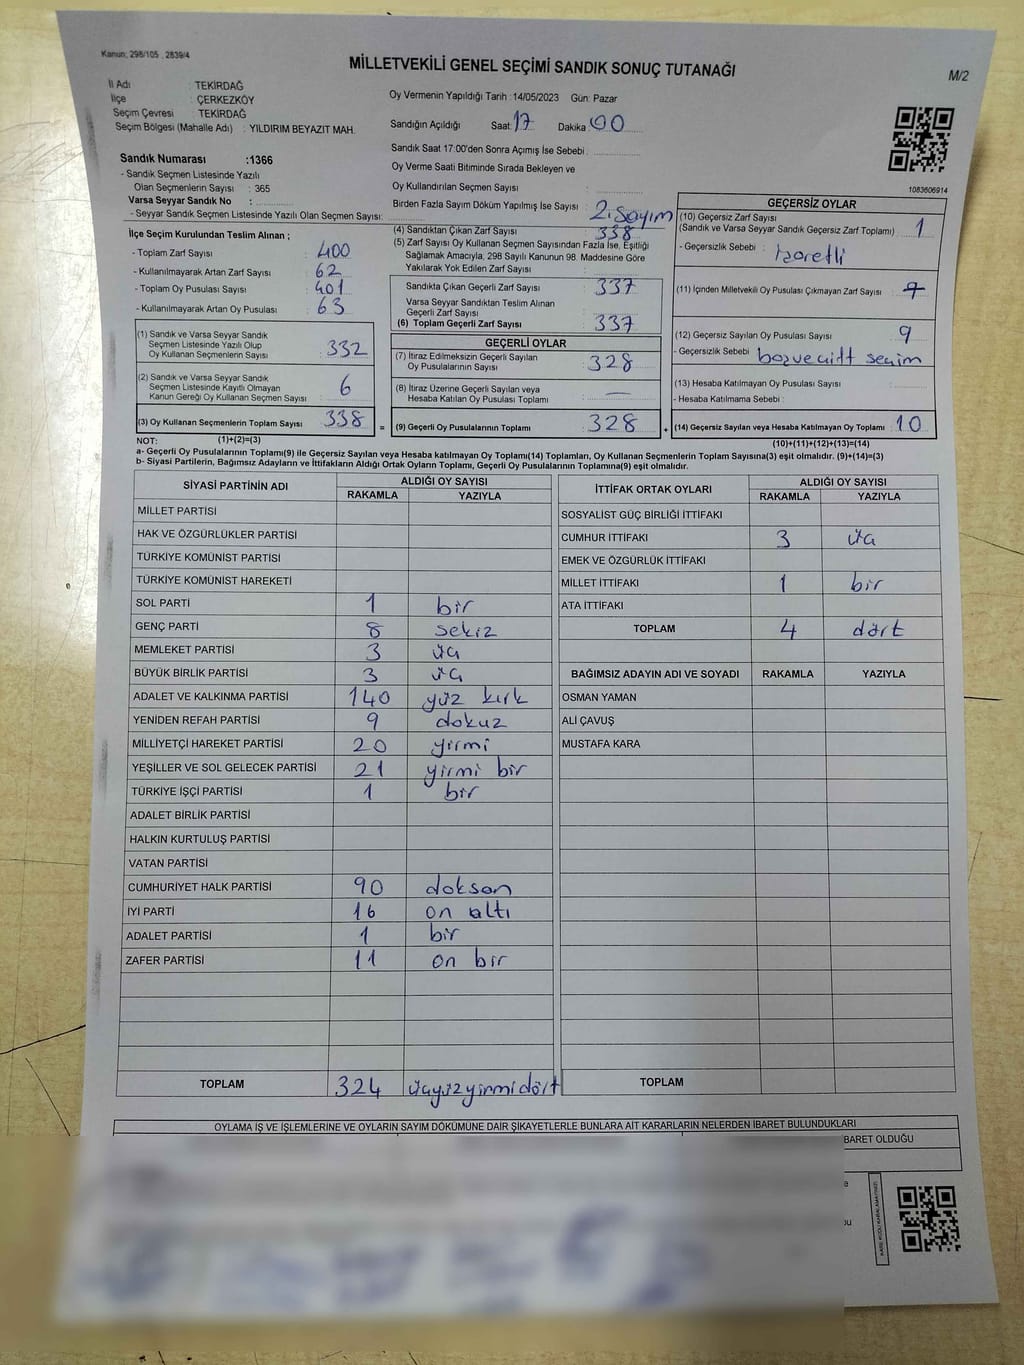 Kanun: 298/105 , 2839/4
MİLLETVEKİLİ GENEL SEÇİMİ SANDIK SONUÇ TUTANAĞI
M/2
İl Adı : TEKİRDAĞ
İlçe : ÇERKEZKÖY
Seçim Çevresi : TEKİRDAĞ
Seçim Bölgesi (Mahalle Adı) : YILDIRIM BEYAZIT MAH.
Oy Vermenin Yapıldığı Tarih :14/05/2023 Gün: Pazar
Sandığın Açıldığı Saat: 17 Dakika: 00
Sandık Saat 17:00'den Sonra Açılmış İse Sebebi :
Oy Verme Saati Bitiminde Sırada Bekleyen ve
Oy Kullandırılan Seçmen Sayısı :
Birden Fazla Sayım Döküm Yapılmış İse Sayısı : 2. Sayım
1083606914
Sandık Numarası :1366
- Sandık Seçmen Listesinde Yazılı
Olan Seçmenlerin Sayısı : 365
Varsa Seyyar Sandık No :
- Seyyar Sandık Seçmen Listesinde Yazılı Olan Seçmen Sayısı:
İlçe Seçim Kurulundan Teslim Alınan ;
- Toplam Zarf Sayısı : 400
- Kullanılmayarak Artan Zarf Sayısı : 62
- Toplam Oy Pusulası Sayısı : 401
- Kullanılmayarak Artan Oy Pusulası : 63
(1) Sandık ve Varsa Seyyar Sandık
Seçmen Listesinde Yazılı Olup
Oy Kullanan Seçmenlerin Sayısı : 332
(2) Sandık ve Varsa Seyyar Sandık
Seçmen Listesinde Kayıtlı Olmayan
Kanun Gereği Oy Kullanan Seçmen Sayısı : 6
(3) Oy Kullanan Seçmenlerin Toplam Sayısı : 338 =
(4) Sandıktan Çıkan Zarf Sayısı : 338
(5) Zarf Sayısı Oy Kullanan Seçmen Sayısından Fazla İse, Eşitliği
Sağlamak Amacıyla, 298 Sayılı Kanunun 98. Maddesine Göre
Yakılarak Yok Edilen Zarf Sayısı :
Sandıkta Çıkan Geçerli Zarf Sayısı : 337
Varsa Seyyar Sandıktan Teslim Alınan
Geçerli Zarf Sayısı :
(6) Toplam Geçerli Zarf Sayısı : 337
GEÇERLİ OYLAR
(7) İtiraz Edilmeksizin Geçerli Sayılan
Oy Pusulalarının Sayısı : 328
(8) İtiraz Üzerine Geçerli Sayılan veya
Hesaba Katılan Oy Pusulası Toplamı : —
(9) Geçerli Oy Pusulalarının Toplamı : 328 +
GEÇERSİZ OYLAR
(10) Geçersiz Zarf Sayısı : 1
(Sandık ve Varsa Seyyar Sandık Geçersiz Zarf Toplamı)
- Geçersizlik Sebebi : İşaretli
(11) İçinden Milletvekili Oy Pusulası Çıkmayan Zarf Sayısı :
(12) Geçersiz Sayılan Oy Pusulası Sayısı : 9
- Geçersizlik Sebebi : seçim
(13) Hesaba Katılmayan Oy Pusulası Sayısı :
- Hesaba Katılmama Sebebi :
(14) Geçersiz Sayılan veya Hesaba Katılmayan Oy Toplamı : 10
NOT: (1)+(2)=(3)
(10)+(11)+(12)+(13)=(14)
a- Geçerli Oy Pusulalarının Toplamı(9) ile Geçersiz Sayılan veya Hesaba katılmayan Oy Toplamı(14) Toplamları, Oy Kullanan Seçmenlerin Toplam Sayısına(3) eşit olmalıdır. (9)+(14)=(3)
b- Siyasi Partilerin, Bağımsız Adayların ve İttifakların Aldığı Ortak Oyların Toplamı, Geçerli Oy Pusulalarının Toplamına(9) eşit olmalıdır.
SİYASİ PARTİNİN ADI ALDIĞI OY SAYISI
RAKAMLA YAZIYLA
MİLLET PARTİSİ
HAK VE ÖZGÜRLÜKLER PARTİSİ
TÜRKİYE KOMÜNİST PARTİSİ
TÜRKİYE KOMÜNİST HAREKETİ
SOL PARTİ 1 bir
GENÇ PARTİ 8 sekiz
MEMLEKET PARTİSİ 3 üç
BÜYÜK BİRLİK PARTİSİ 3 üç
ADALET VE KALKINMA PARTİSİ 140 yüz kırk
YENİDEN REFAH PARTİSİ 9 dokuz
MİLLİYETÇİ HAREKET PARTİSİ 20 yirmi
YEŞİLLER VE SOL GELECEK PARTİSİ 21 yirmi bir
TÜRKİYE İŞÇİ PARTİSİ 1 bir
ADALET BİRLİK PARTİSİ
HALKIN KURTULUŞ PARTİSİ
VATAN PARTİSİ
CUMHURİYET HALK PARTİSİ 90 doksan
İYİ PARTİ 16 on altı
ADALET PARTİSİ 1 bir
ZAFER PARTİSİ 11 on bir
TOPLAM 324 üçyüzyirmidört
İTTİFAK ORTAK OYLARI ALDIĞI OY SAYISI
RAKAMLA YAZIYLA
SOSYALİST GÜÇ BİRLİĞİ İTTİFAKI
CUMHUR İTTİFAKI 3 üç
EMEK VE ÖZGÜRLÜK İTTİFAKI
MİLLET İTTİFAKI 1 bir
ATA İTTİFAKI
TOPLAM 4 dört
BAĞIMSIZ ADAYIN ADI VE SOYADI RAKAMLA YAZIYLA
OSMAN YAMAN
ALİ ÇAVUŞ
MUSTAFA KARA
TOPLAM
OYLAMA İŞ VE İŞLEMLERİNE VE OYLARIN SAYIM DÖKÜMÜNE DAİR ŞİKAYETLERLE BUNLARA AİT KARARLARIN NELERDEN İBARET BULUNDUKLARI
BARET OLDUĞU